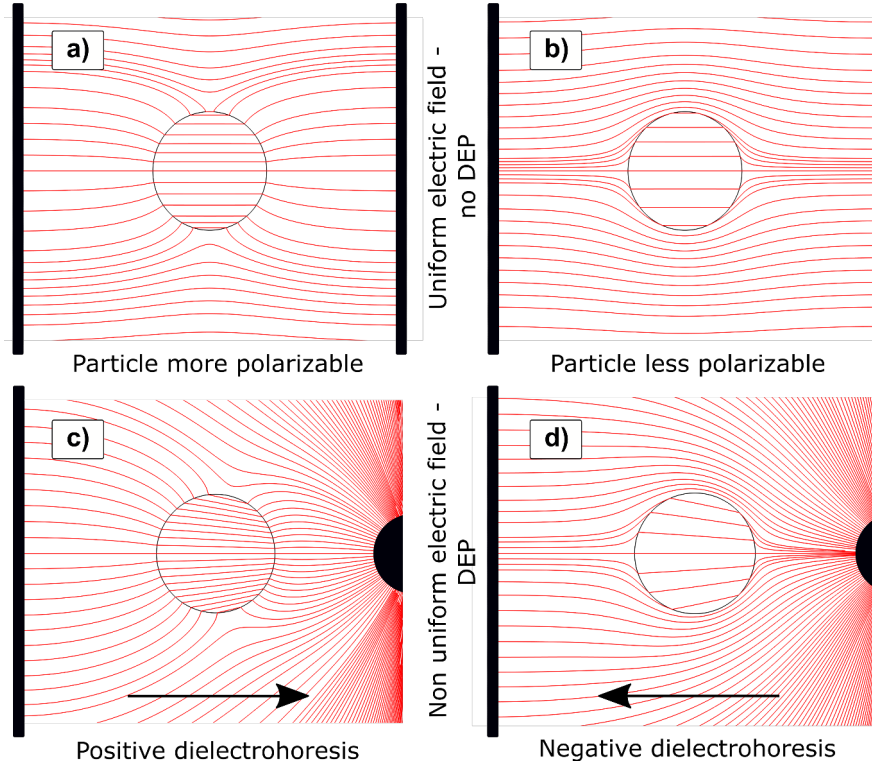 a)
b)
Uniform electric field -
no DEP
Particle more polarizable
Particle less polarizable
c)
d)
Non uniform electric field -
DEP
Positive dielectrohoresis
Negative dielectrohoresis